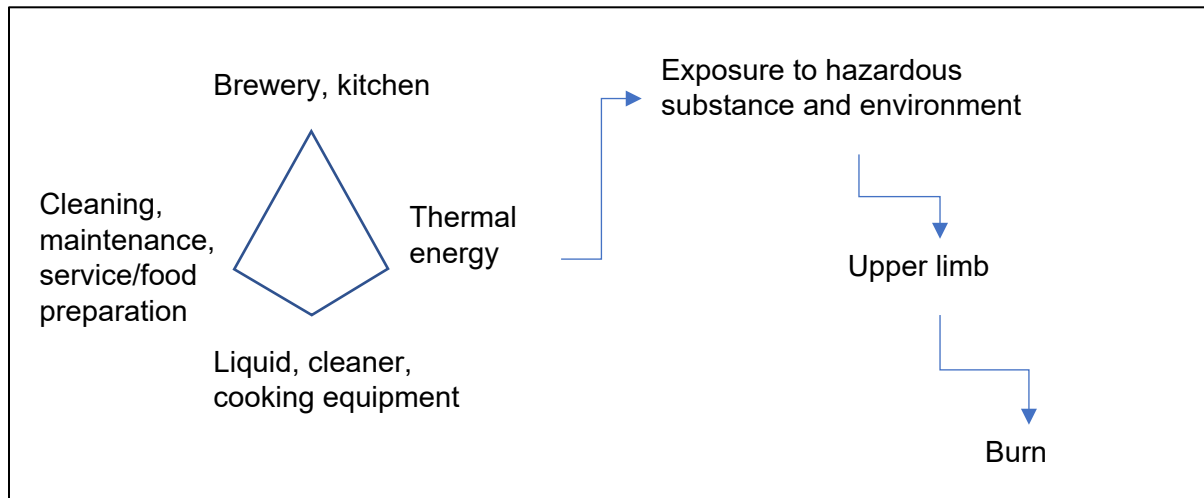 Brewery, kitchen
Cleaning,
maintenance,
service/food
preparation
Thermal
energy
Liquid, cleaner,
cooking equipment
Exposure to hazardous
substance and environment
Upper limb
Burn